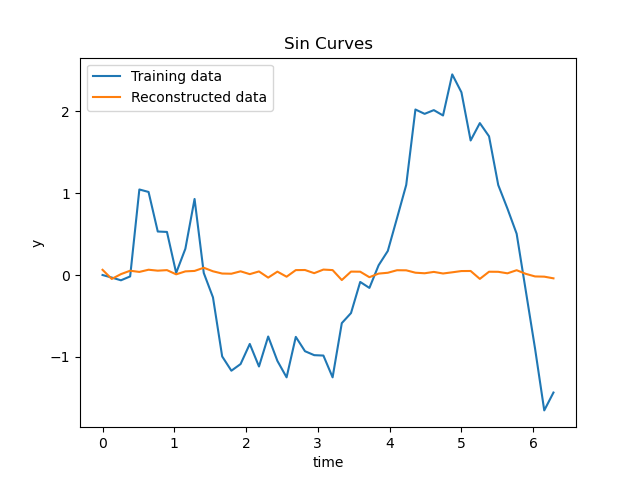 Sin Curves
Training data
Reconstructed data
2
1
0
−1
y
0 1 2 3 4 5 6
time